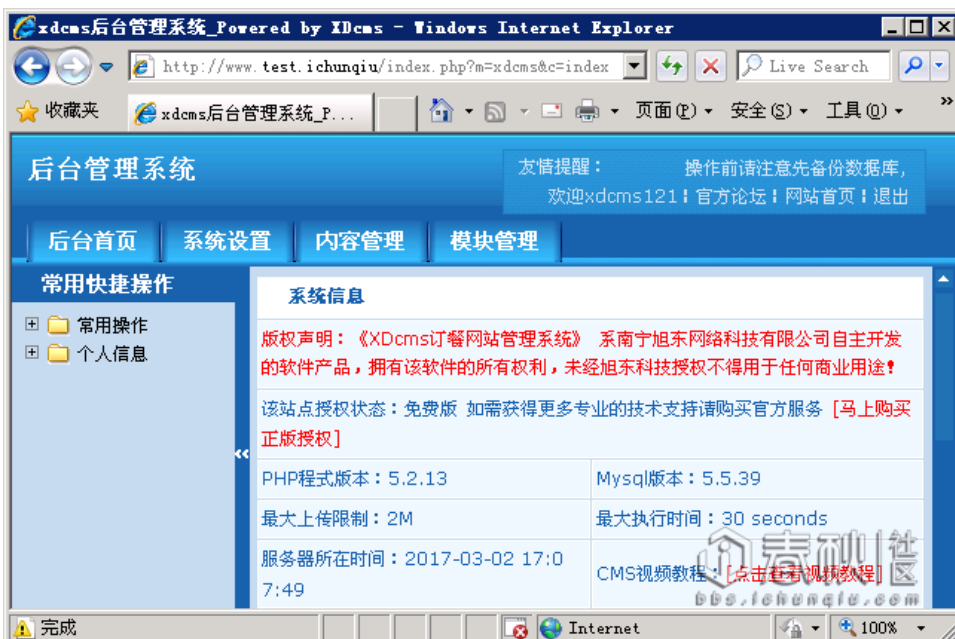 xdcms后台管理系统_Powered by XDcms - Windows Internet Explorer
http://www.test.ichunqiu/index.php?m=xdcms&c=index
Live Search
收藏夹
xdcms后台管理系统_P...
页面(P)
安全(S)
工具(O)
»
后台管理系统
友情提醒: 操作前请注意先备份数据库,
欢迎xdcms121¦官方论坛¦网站首页¦退出
后台首页 系统设置 内容管理 模块管理
常用快捷操作
常用操作
个人信息
系统信息
版权声明:《XDcms订餐网站管理系统》 系南宁旭东网络科技有限公司自主开发
的软件产品,拥有该软件的所有权利,未经旭东科技授权不得用于任何商业用途!
该站点授权状态:免费版 如需获得更多专业的技术支持请购买官方服务 [马上购买
正版授权]
PHP程式版本:5.2.13
Mysql版本:5.5.39
最大上传限制:2M
最大执行时间:30 seconds
服务器所在时间:2017-03-02 17:0
7:49
CMS视频教程:[点击查看视频教程]
春秋社区
bbs.ichunqiu.com
完成
Internet
100%